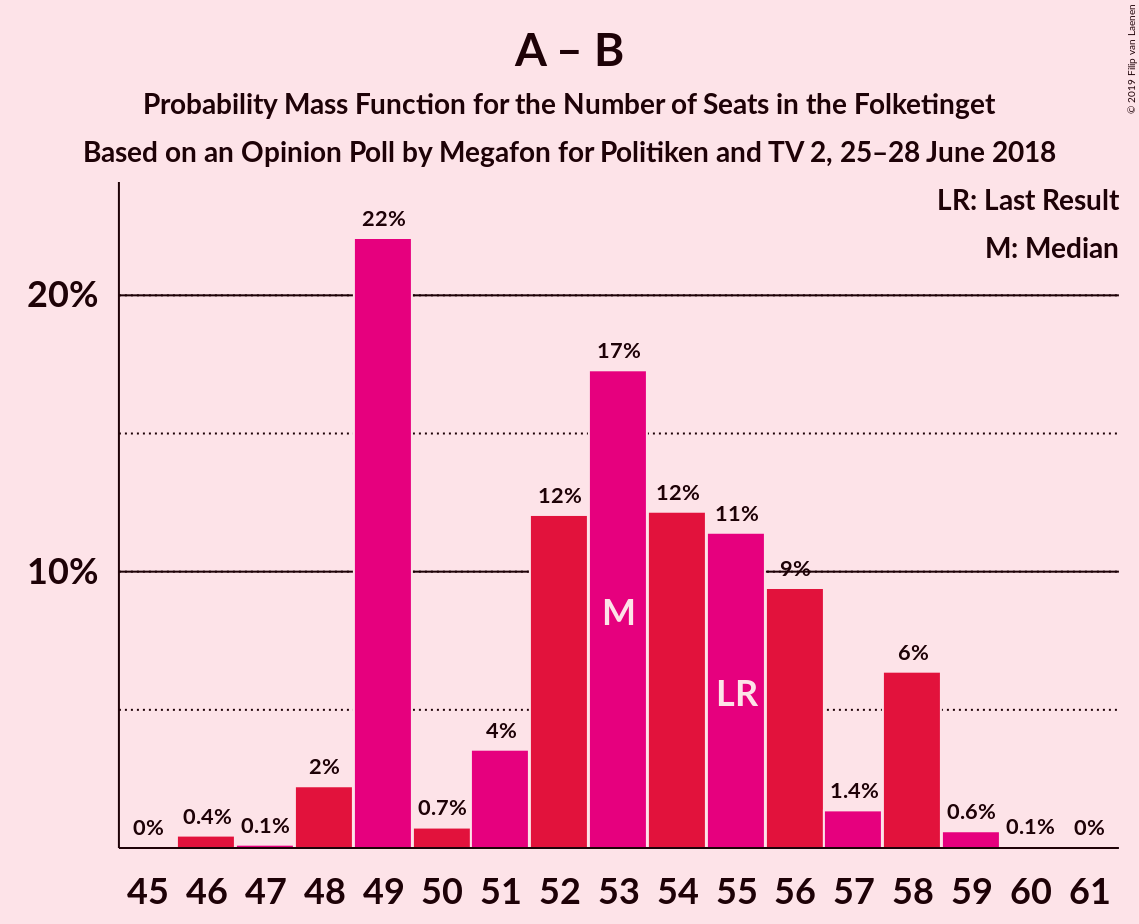 A – B
Probability Mass Function for the Number of Seats in the Folketinget
Based on an Opinion Poll by Megafon for Politiken and TV 2, 25–28 June 2018
© 2019 Filip van Laenen
LR: Last Result
M: Median
20%
10%
0%
0.4%
0.1%
2%
22%
0.7%
4%
12%
17%
12%
11%
9%
1.4%
6%
0.6%
0.1%
0%
M
LR
45 46 47 48 49 50 51 52 53 54 55 56 57 58 59 60 61